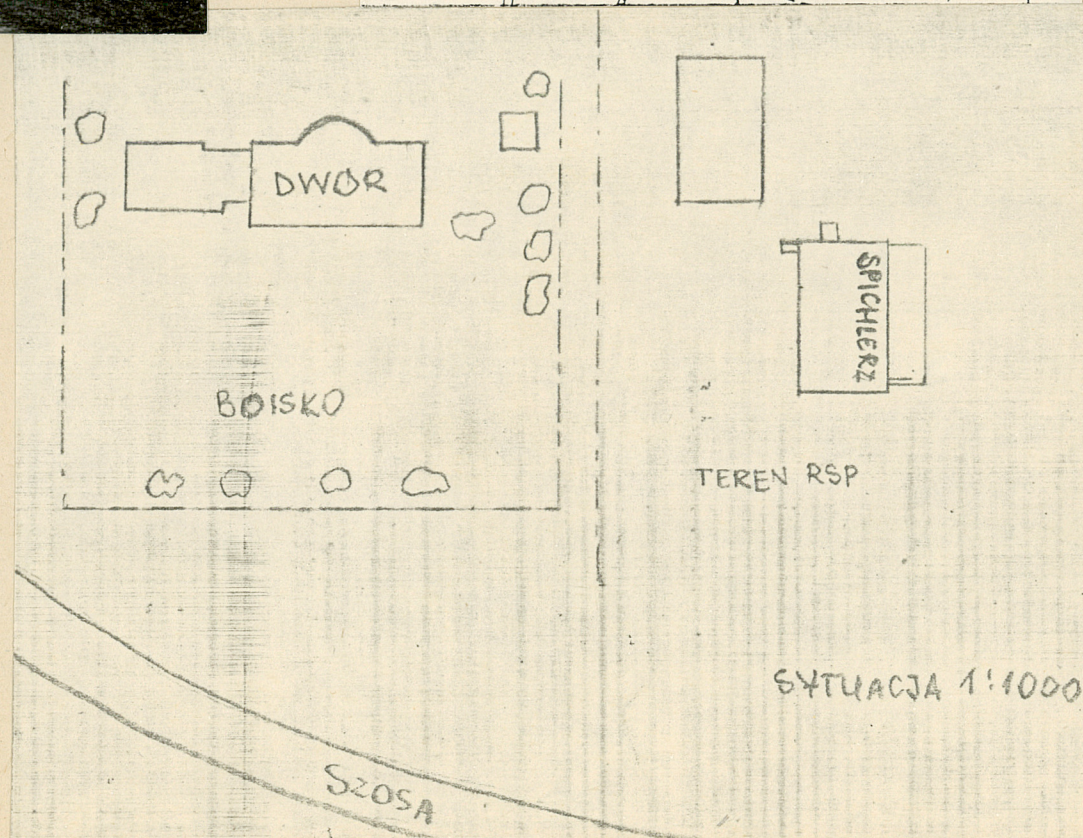 DWÓR
SPICHLERZ
BOISKO
TEREN RSP
SYTUACJA 1:1000
SZOSA